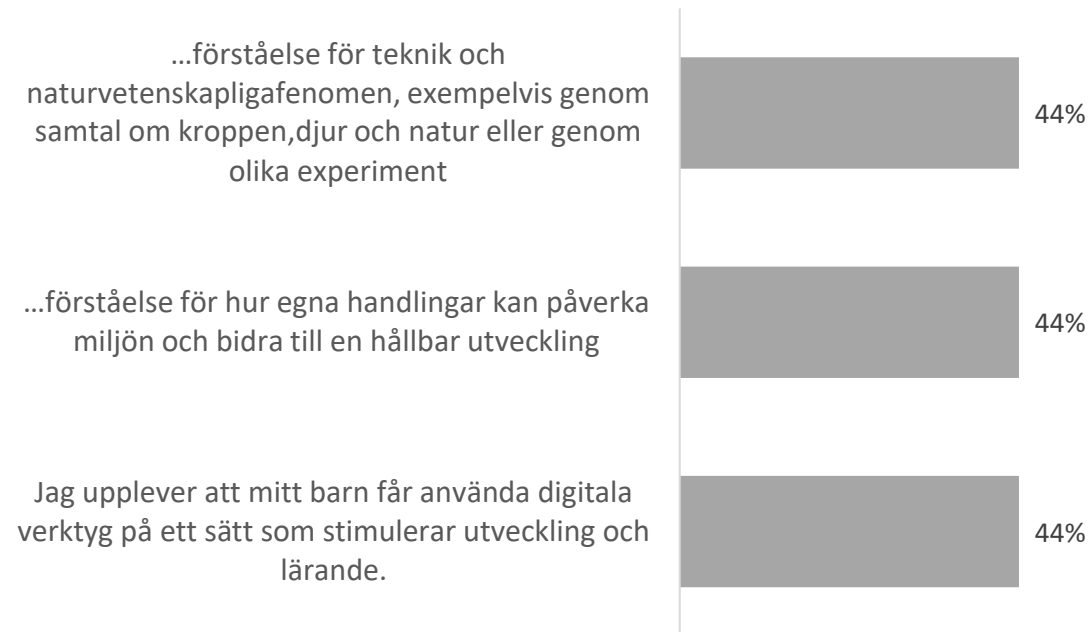 …förståelse för teknik och
naturvetenskapligafenomen, exempelvis genom
samtal om kroppen,djur och natur eller genom
olika experiment
44%
…förståelse för hur egna handlingar kan påverka
miljön och bidra till en hållbar utveckling
44%
Jag upplever att mitt barn får använda digitala
verktyg på ett sätt som stimulerar utveckling och
lärande.
44%